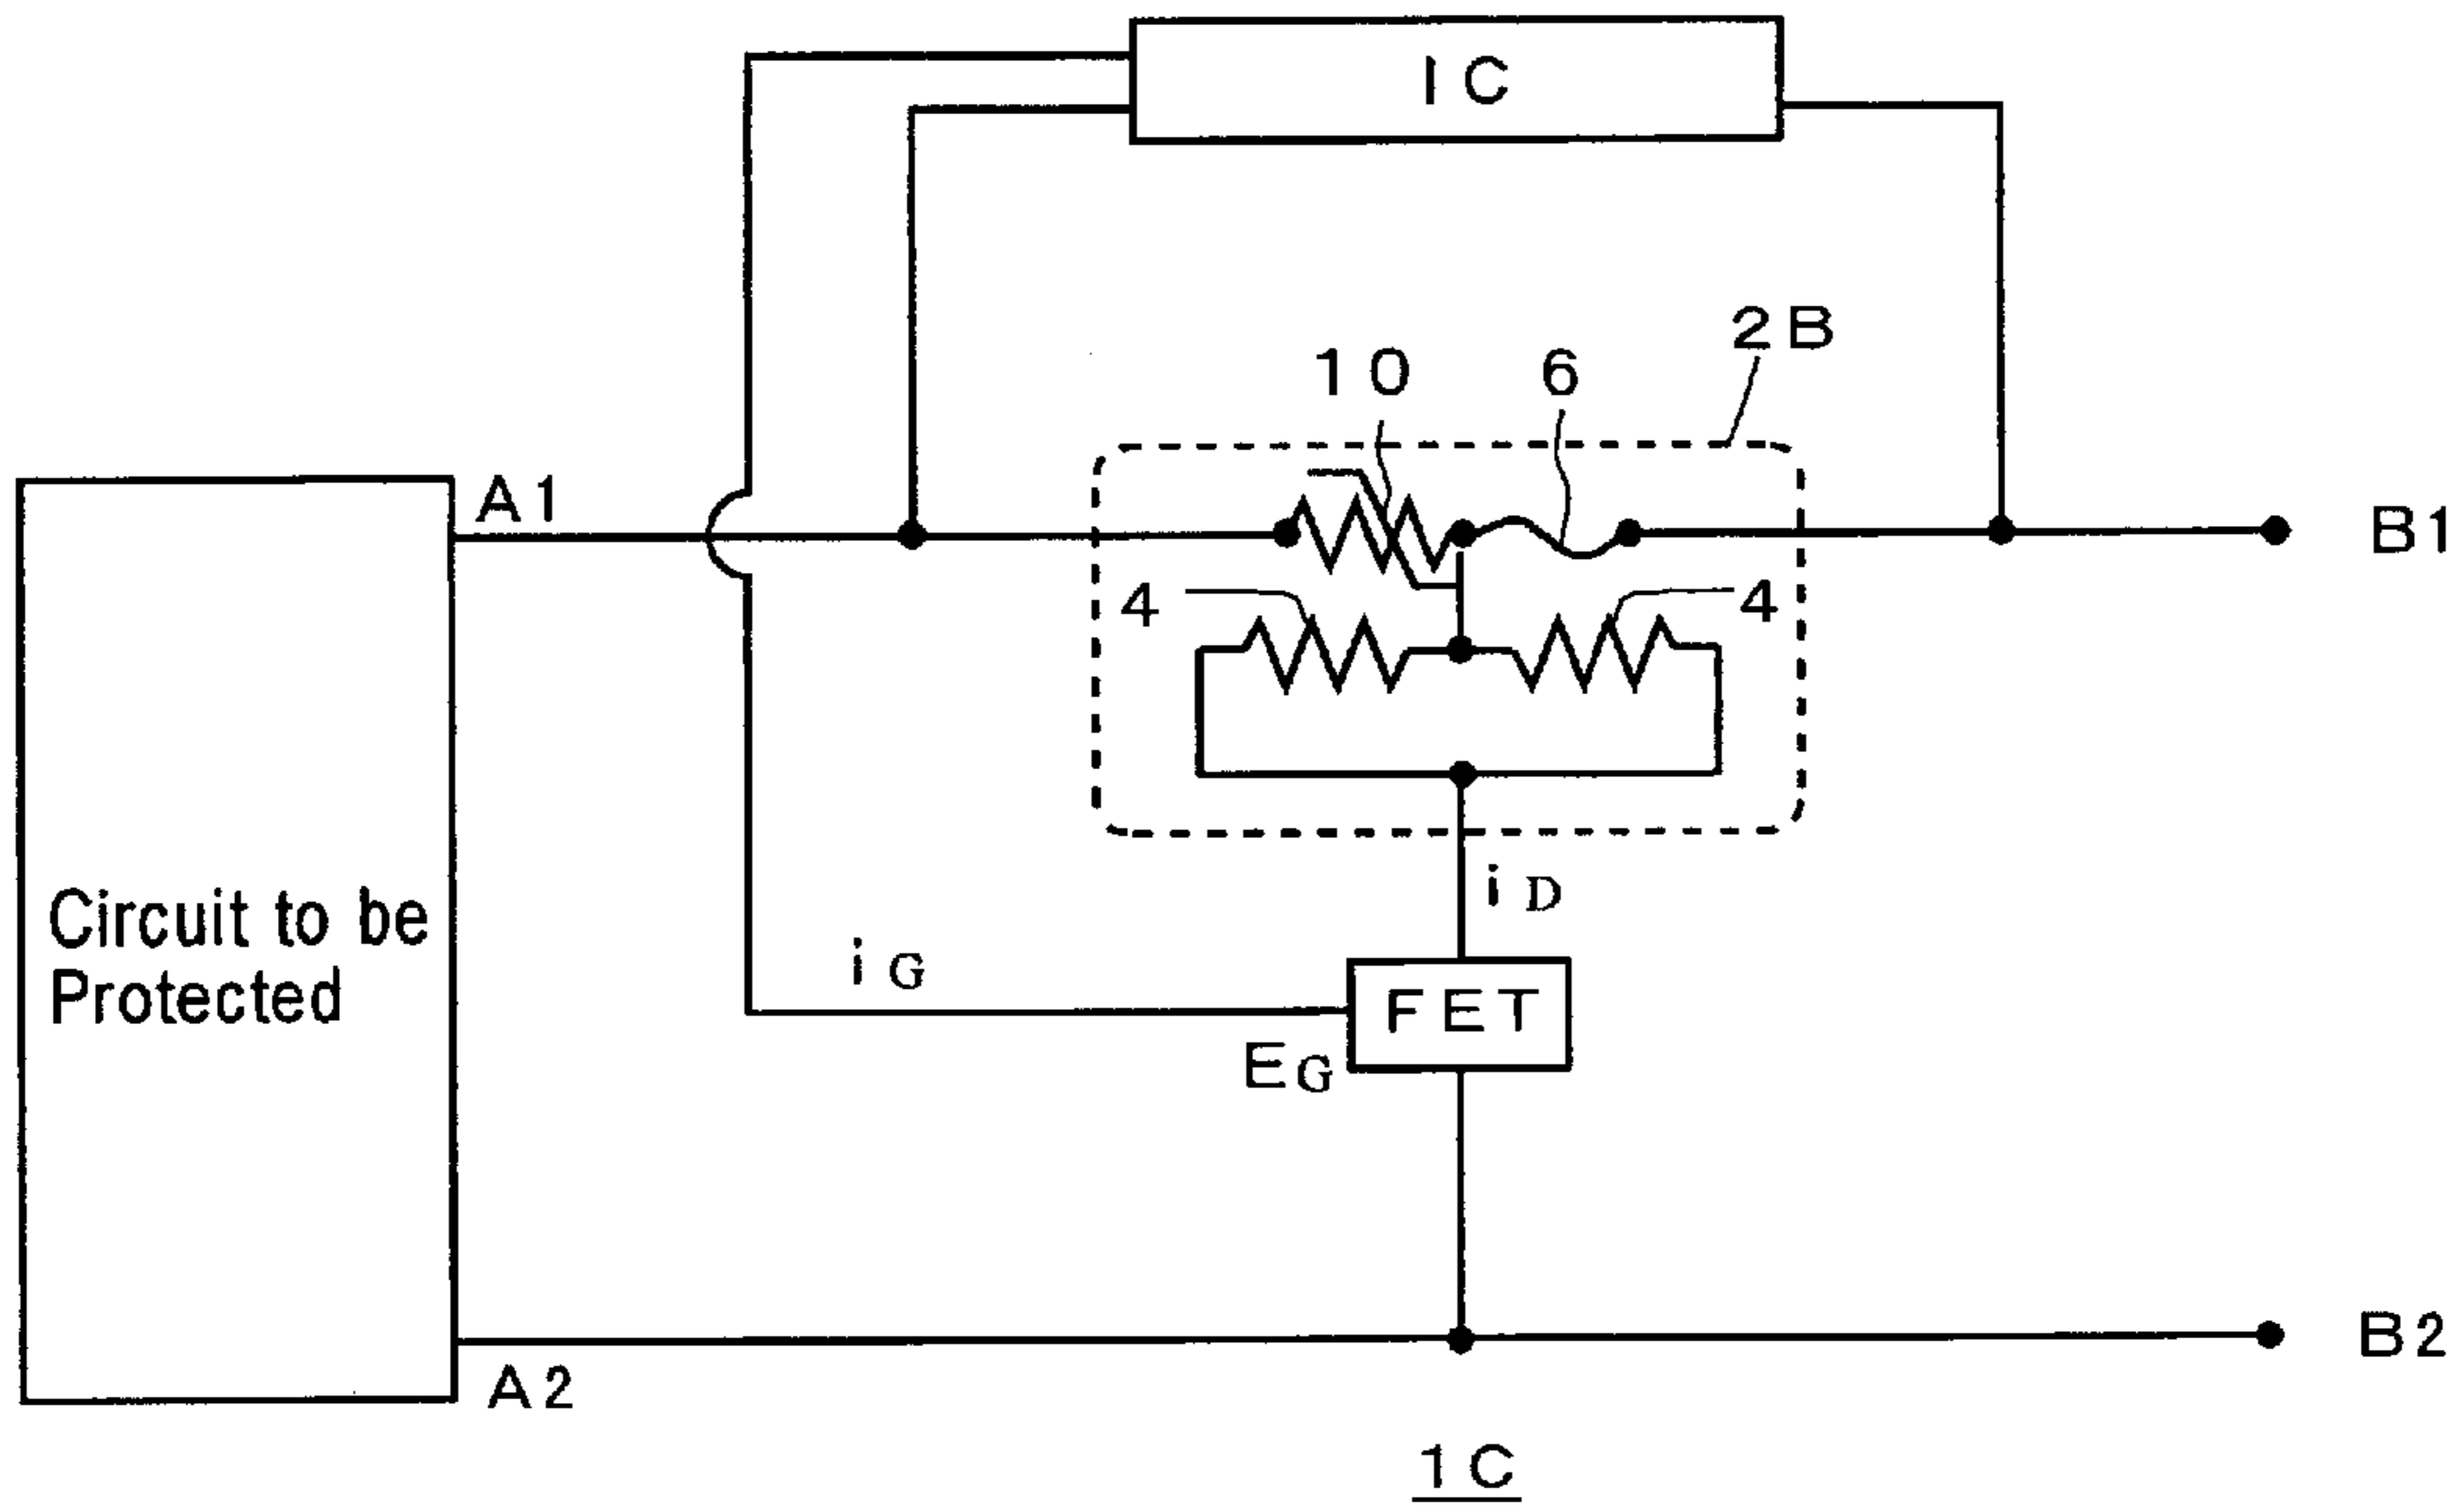 IC
2B
10 6
A1
B1
4 4
iD
Circuit to be
Protected
iG
FET
EG
B2
A2
1C